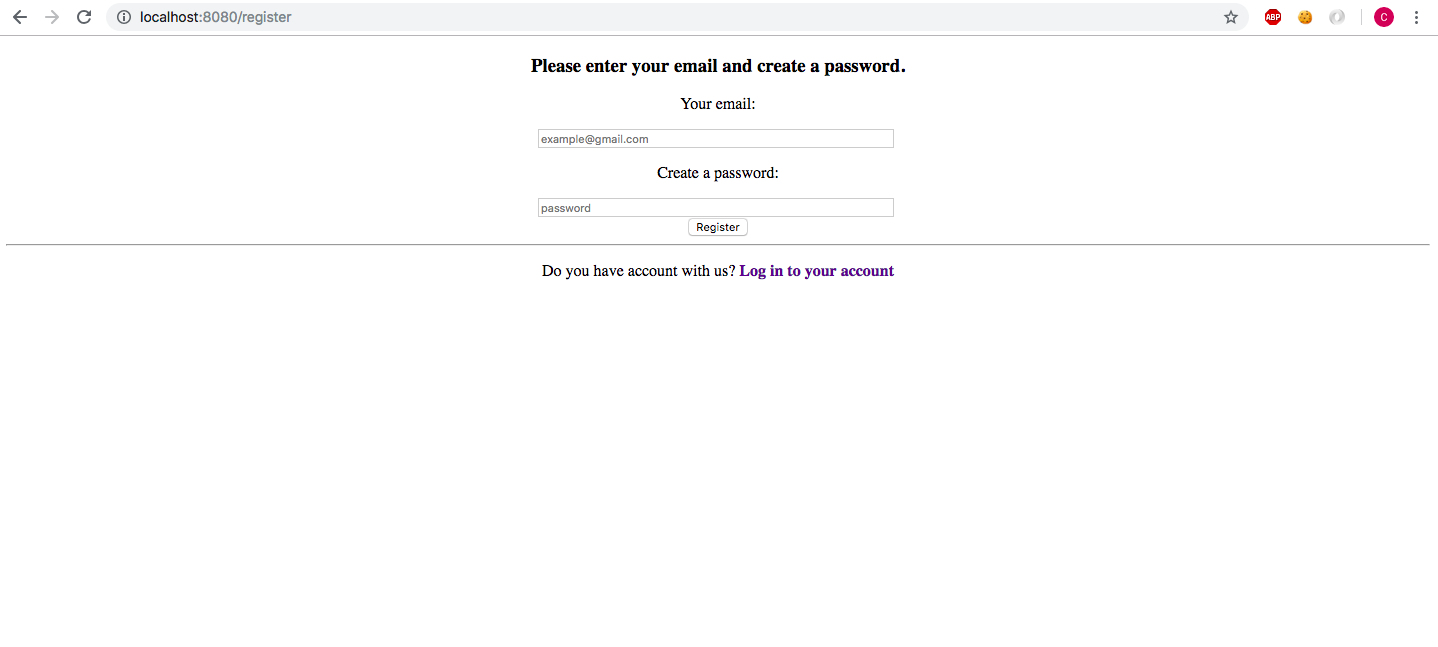 localhost:8080/register
ABP
C
Please enter your email and create a password.
Your email:
example@gmail.com
Create a password:
password
Register
Do you have account with us? Log in to your account